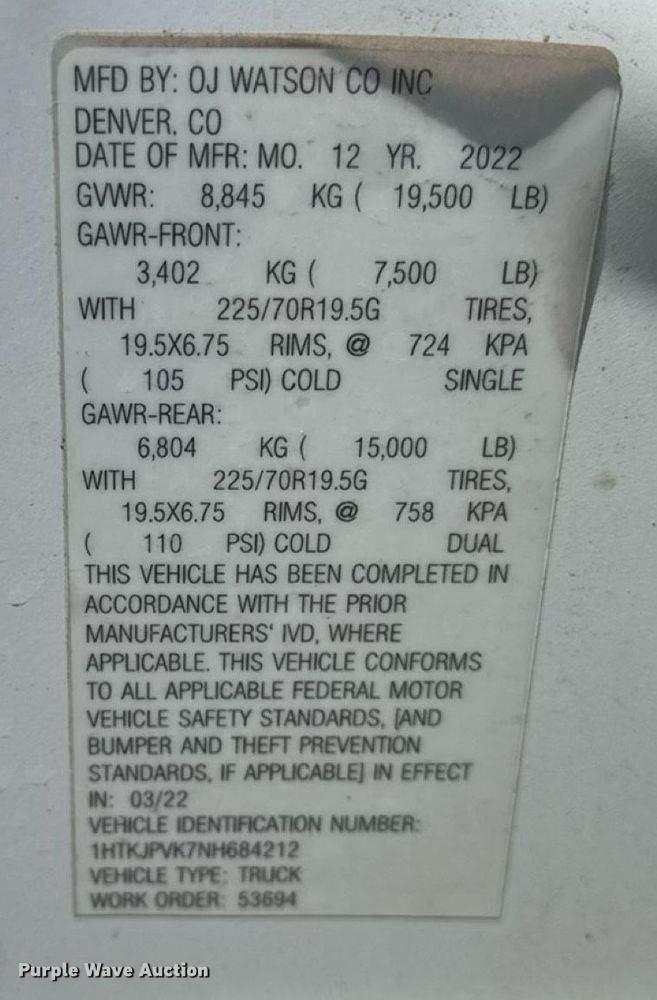 MFD BY: OJ WATSON CO INC
DENVER, CO
DATE OF MFR: MO. 12 YR. 2022
GVWR: 8,845 KG ( 19,500 LB)
GAWR-FRONT:
3,402 KG ( 7,500 LB)
WITH 225/70R19.5G TIRES,
19.5X6.75 RIMS, @ 724 KPA
( 105 PSI) COLD SINGLE
GAWR-REAR:
6,804 KG ( 15,000 LB)
WITH 225/70R19.5G TIRES,
19.5X6.75 RIMS, @ 758 KPA
( 110 PSI) COLD DUAL
THIS VEHICLE HAS BEEN COMPLETED IN
ACCORDANCE WITH THE PRIOR
MANUFACTURERS' IVD, WHERE
APPLICABLE. THIS VEHICLE CONFORMS
TO ALL APPLICABLE FEDERAL MOTOR
VEHICLE SAFETY STANDARDS, [AND
BUMPER AND THEFT PREVENTION
STANDARDS, IF APPLICABLE] IN EFFECT
IN: 03/22
VEHICLE IDENTIFICATION NUMBER:
1HTKJPVK7NH684212
VEHICLE TYPE: TRUCK
WORK ORDER: 53694
Purple Wave Auction